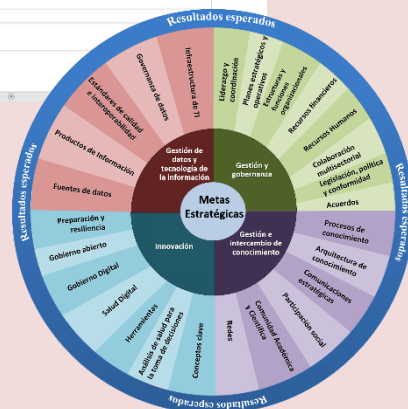 Resultados esperados
Resultados esperados
Resultados esperados
Resultados esperados
Metas
Estratégicas
Gestión de
datos y
tecnología de
la información
Infraestructura de TI
Governanza de datos
Estándares de calidad
e interoporabilidad
Productos de Información
Fuentes de datos
Gestión y
gobernanza
Liderazgo y
coordinación
Planes estratégicos y
operativos
Estructuras y
funciones
organizacionales
Recursos financieros
Recursos Humanos
Colaboración
multisectorial
Legislación, política
y conformidad
Acuerdos
Gestión e
intercambio de
conocimiento
Procesos de
conocimiento
Arquitectura de
conocimiento
Comunicaciones
estratégicas
Participación social
Comunidad Académica
y Científica
Redes
Innovación
Preparación y
resiliencia
Gobierno abierto
Gobierno Digital
Salud Digital
Herramientas
Análisis de salud para
la toma de decisiones
Conceptos clave